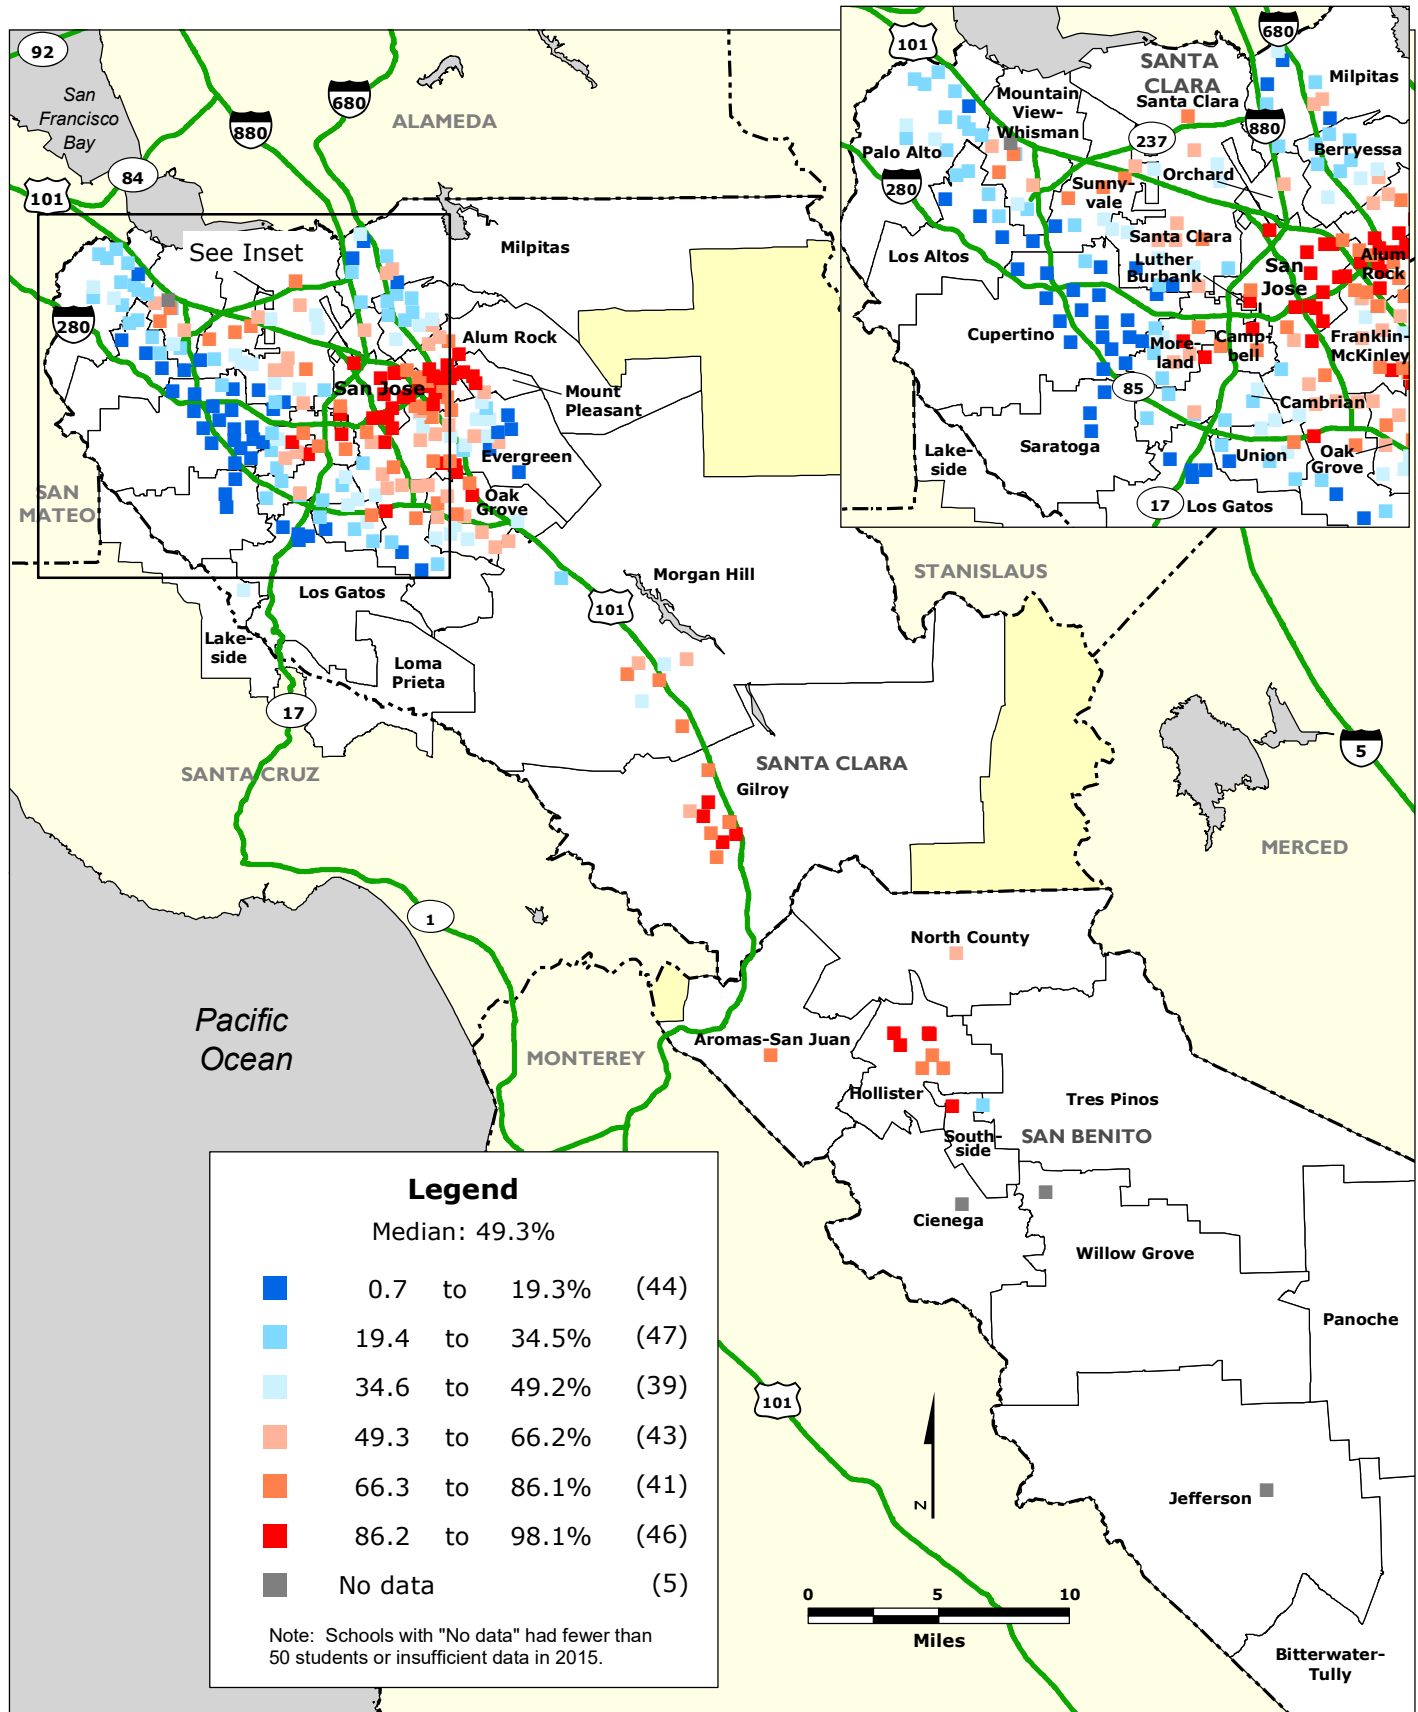 92
San
Francisco
Bay
680
880
ALAMEDA
84
101
See Inset
Milpitas
280
Alum Rock
San Jose
Mount
Pleasant
Evergreen
SAN
MATEO
Oak
Grove
Los Gatos
101
Morgan Hill
Lake-
side
Loma
Prieta
17
SANTA CRUZ
SANTA CLARA
Gilroy
STANISLAUS
5
MERCED
1
North County
Pacific
Ocean
MONTEREY
Aromas-San Juan
Hollister
Tres Pinos
South-
side
SAN BENITO
Cienega
Willow Grove
Panoche
101
Jefferson
Bitterwater-
Tully
N
0 5 10
Miles
101
680
SANTA
CLARA
Milpitas
Mountain
View-
Whisman
Santa Clara
880
237
Palo Alto
Berryessa
280
Orchard
Sunny-
vale
Los Altos
Santa Clara
Luther
Burbank
San
Jose
Alum
Rock
Cupertino
More-
land
Camp-
bell
Franklin-
McKinley
85
Cambrian
Saratoga
Lake-
side
Union
Oak
Grove
17
Los Gatos
Legend
Median: 49.3%
0.7 to 19.3% (44)
19.4 to 34.5% (47)
34.6 to 49.2% (39)
49.3 to 66.2% (43)
66.3 to 86.1% (41)
86.2 to 98.1% (46)
No data (5)
Note: Schools with "No data" had fewer than
50 students or insufficient data in 2015.